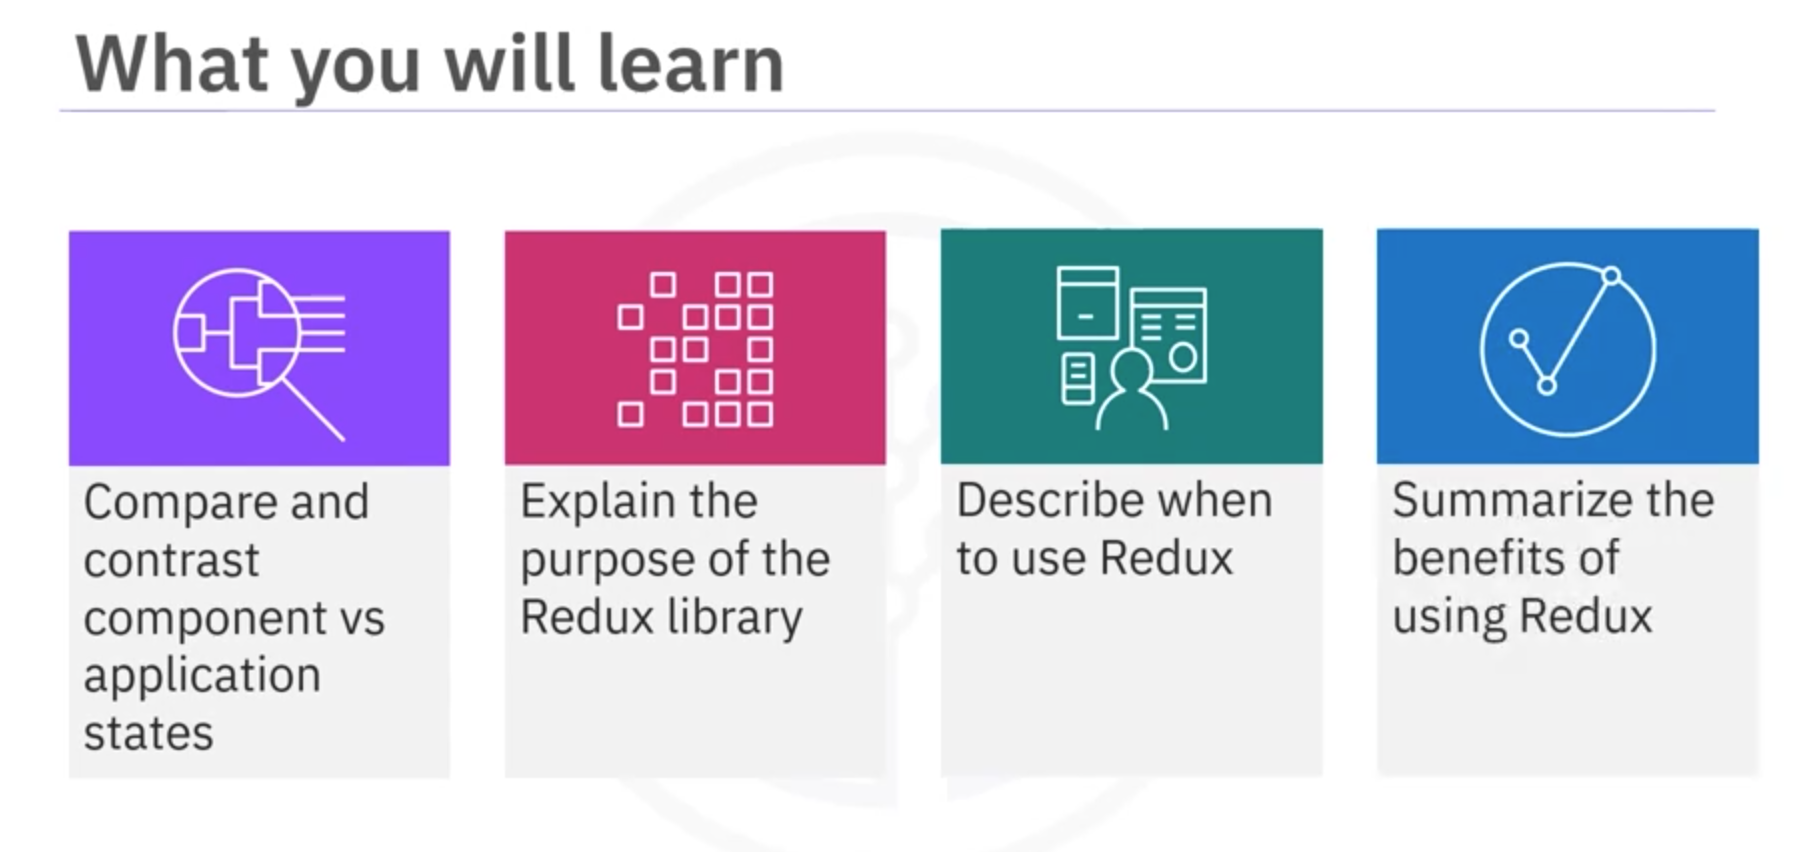 What you will learn
Compare and
contrast
component vs
application
states
Explain the
purpose of the
Redux library
Describe when
to use Redux
Summarize the
benefits of
using Redux